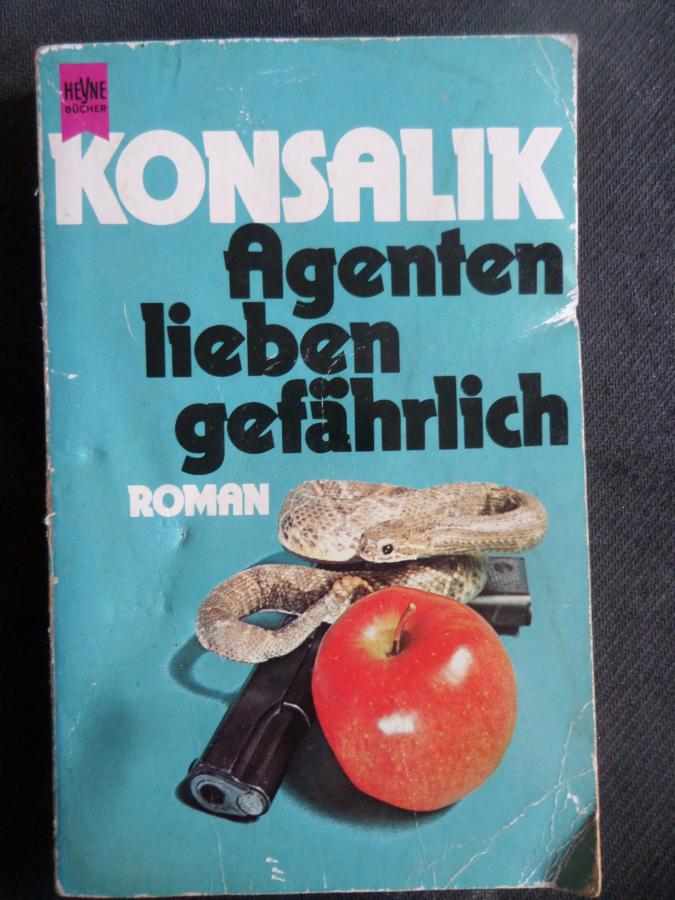 HEYNE
BÜCHER
KONSALIK
Agenten
lieben
gefährlich
ROMAN